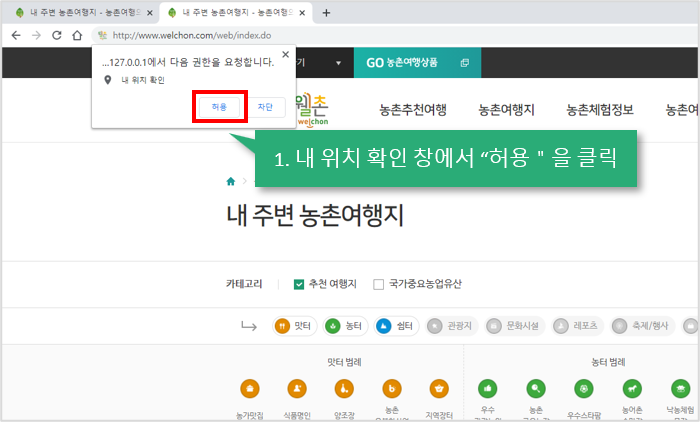 내 주변 농촌여행지 - 농촌여행의
내 주변 농촌여행지 - 농촌여행의
http://www.welchon.com/web/index.do
...127.0.0.1에서 다음 권한을 요청합니다.
내 위치 확인
허용
차단
기
GO 농촌여행상품
웰촌
welchon
농촌추천여행
농촌여행지
농촌체험정보
농촌여
1. 내 위치 확인 창에서 “허용 " 을 클릭
내 주변 농촌여행지
카테고리
추천 여행지
국가중요농업유산
맛터
농터
쉼터
관광지
문화시설
레포츠
축제/행사
맛터 범례
농터 범례
농가맛집
식품명인
양조장
농촌
지역장터
우수
농촌
우수스타팜
농어촌
낙농체험